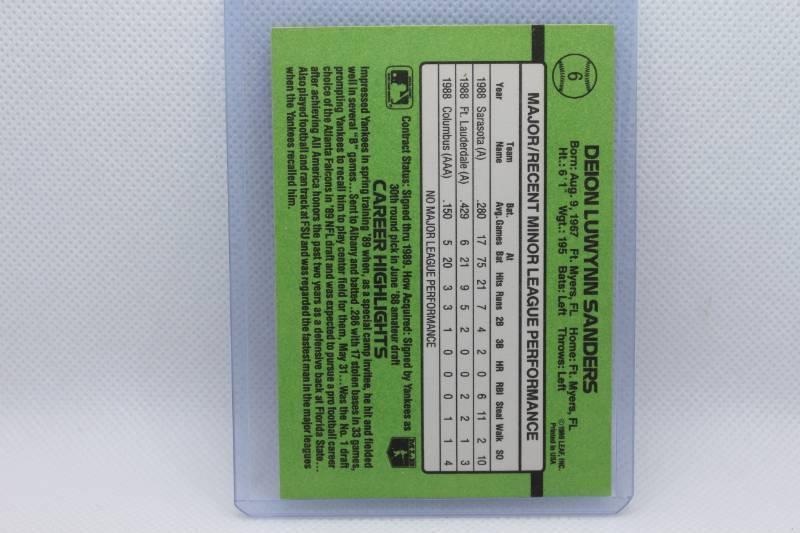 6
DEION LUWYNN SANDERS
Born: Aug. 9, 1967 Ft. Myers, FL Home: Ft. Myers, FL
Ht.: 6' 1" Wgt.: 195 Bats: Left Throws: Left
©1989 LEAF, INC.
Printed in USA
MAJOR/RECENT MINOR LEAGUE PERFORMANCE
Year Team Name Bat. Avg. Games At Bat Hits Runs 2B 3B HR RBI Steal Walk SO
1988 Sarasota (A) .280 17 75 21 7 4 2 0 6 11 2 10
1988 Ft. Lauderdale (A) .429 6 21 9 5 2 0 0 2 2 1 3
1988 Columbus (AAA) .150 5 20 3 3 1 0 0 0 1 1 4
NO MAJOR LEAGUE PERFORMANCE
Contract Status: Signed thru 1989. How Acquired: Signed by Yankees as
30th round pick in June '88 amateur draft
CAREER HIGHLIGHTS
Impressed Yankees in spring training '89 when, as a special camp invitee, he hit and fielded
well in several "B" games...Sent to Albany and batted .286 with 17 stolen bases in 33 games,
prompting Yankees to recall him to play center field for them, May 31...Was the No. 1 draft
choice of the Atlanta Falcons in '89 NFL draft and was expected to pursue a pro football career
after achieving All America honors the past two years as a defensive back at Florida State...
Also played football and ran track at FSU and was regarded the fastest man in the major leagues
when the Yankees recalled him.